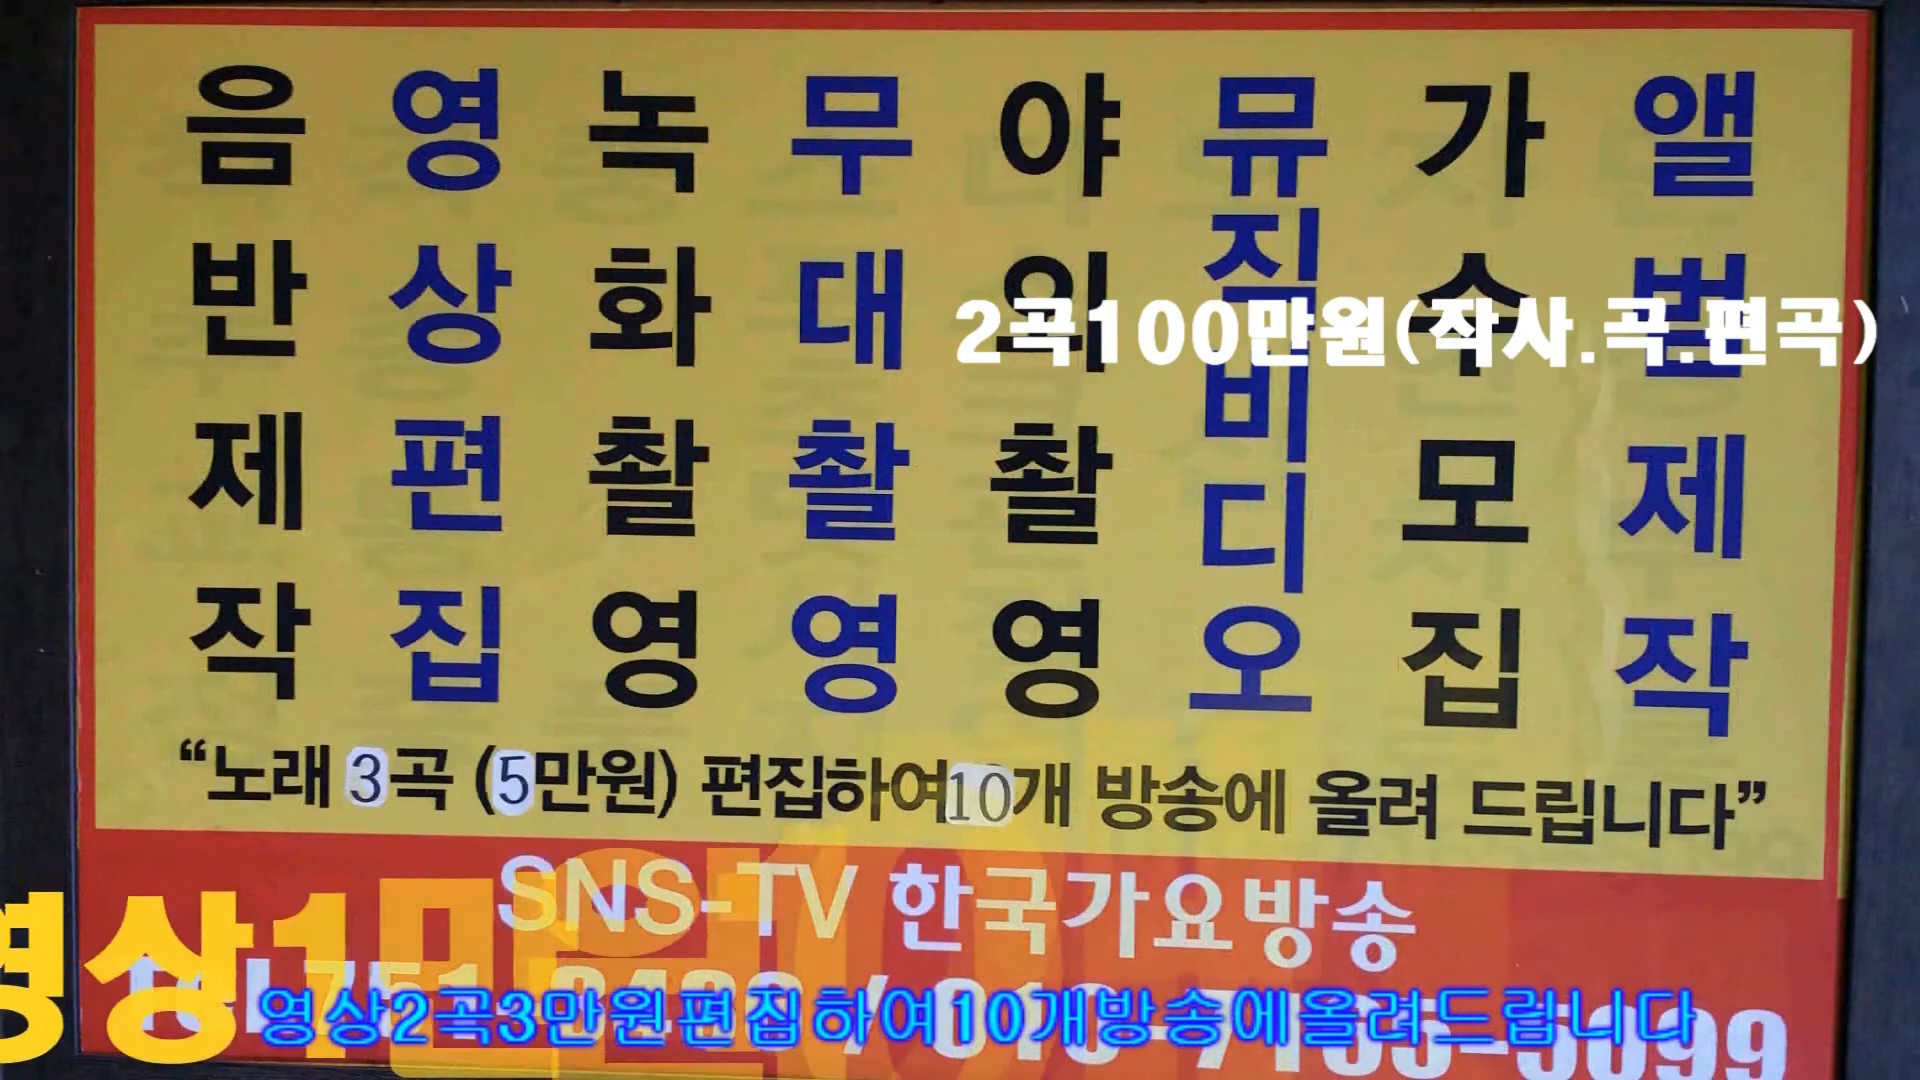 음반제작
영상편집
녹화촬영
무대촬영
야외촬영
뮤직비디오
가수모집
앨범제작
2곡100만원(작사.곡.편곡)
“노래 3곡 (5만원) 편집하여 10개 방송에 올려 드립니다”
SNS-TV 한국가요방송
영상1만원
영상2곡3만원편집하여10개방송에올려드립니다